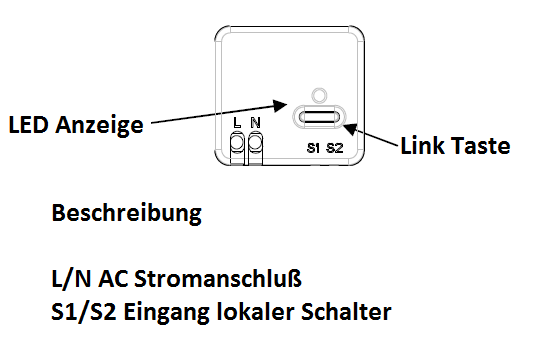 LED Anzeige
L N
Link Taste
S1 S2
Beschreibung
L/N AC Stromanschluß
S1/S2 Eingang lokaler Schalter